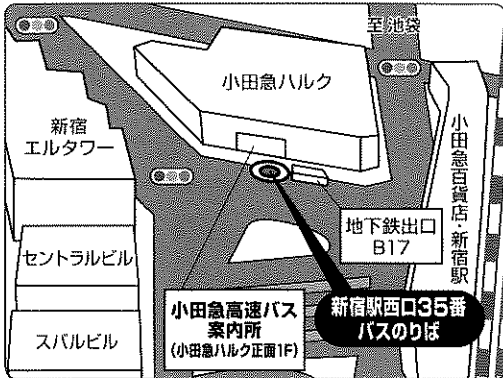 至 池袋
小田急ハルク
新宿
エルタワー
小田急百貨店・新宿駅
地下鉄出口
B17
セントラルビル
小田急高速バス
案内所
(小田急ハルク正面1F)
新宿駅西口35番
バスのりば
スバルビル